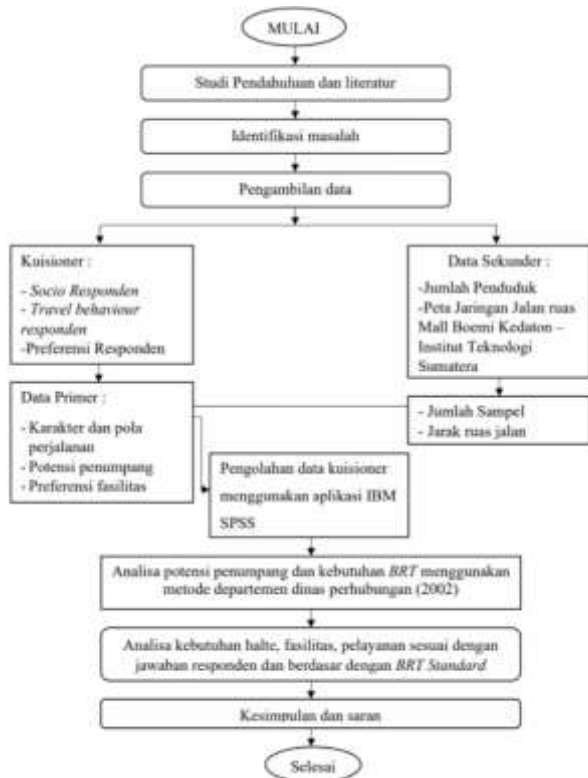 MULAI
Studi Pendahuluan dan literatur
Identifikasi masalah
Pengambilan data
Kuisioner :
- Socio Responden
- Travel behaviour
responden
-Preferensi Responden
Data Sekunder :
-Jumlah Penduduk
-Peta Jaringan Jalan ruas
Mall Boemi Kedaton –
Institut Teknologi
Sumatera
Data Primer :
- Karakter dan pola
perjalanan
- Potensi penumpang
- Preferensi fasilitas
- Jumlah Sampel
- Jarak ruas jalan
Pengolahan data kuisioner
menggunakan aplikasi IBM
SPSS
Analisa potensi penumpang dan kebutuhan BRT menggunakan
metode departemen dinas perhubungan (2002)
Analisa kebutuhan halte, fasilitas, pelayanan sesuai dengan
jawaban responden dan berdasar dengan BRT Standard
Kesimpulan dan saran
Selesai